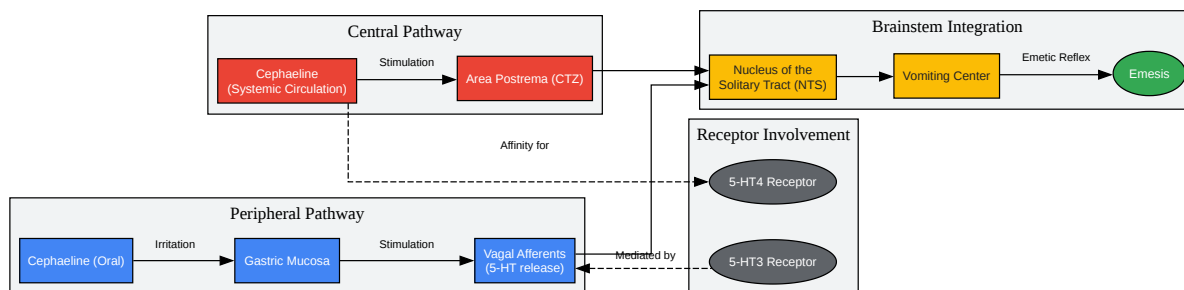 Central Pathway
Cephaeline
(Systemic Circulation)
Stimulation
Area Postrema (CTZ)
Brainstem Integration
Nucleus of the
Solitary Tract (NTS)
Vomiting Center
Emetic Reflex
Emesis
Affinity for
Receptor Involvement
5-HT4 Receptor
5-HT3 Receptor
Mediated by
Peripheral Pathway
Cephaeline (Oral)
Irritation
Gastric Mucosa
Stimulation
Vagal Afferents
(5-HT release)